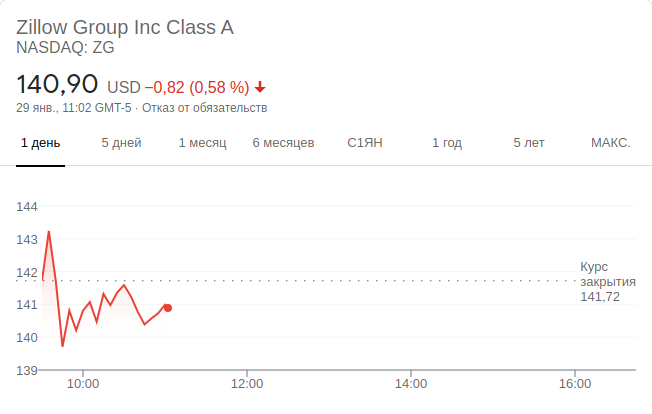 Zillow Group Inc Class A
NASDAQ: ZG
140,90 USD −0,82 (0,58 %)
29 янв., 11:02 GMT-5 · Отказ от обязательств
1 день 5 дней 1 месяц 6 месяцев С1ЯН 1 год 5 лет МАКС.
144
143
142
141
140
139
Курс
закрытия
141,72
10:00 12:00 14:00 16:00